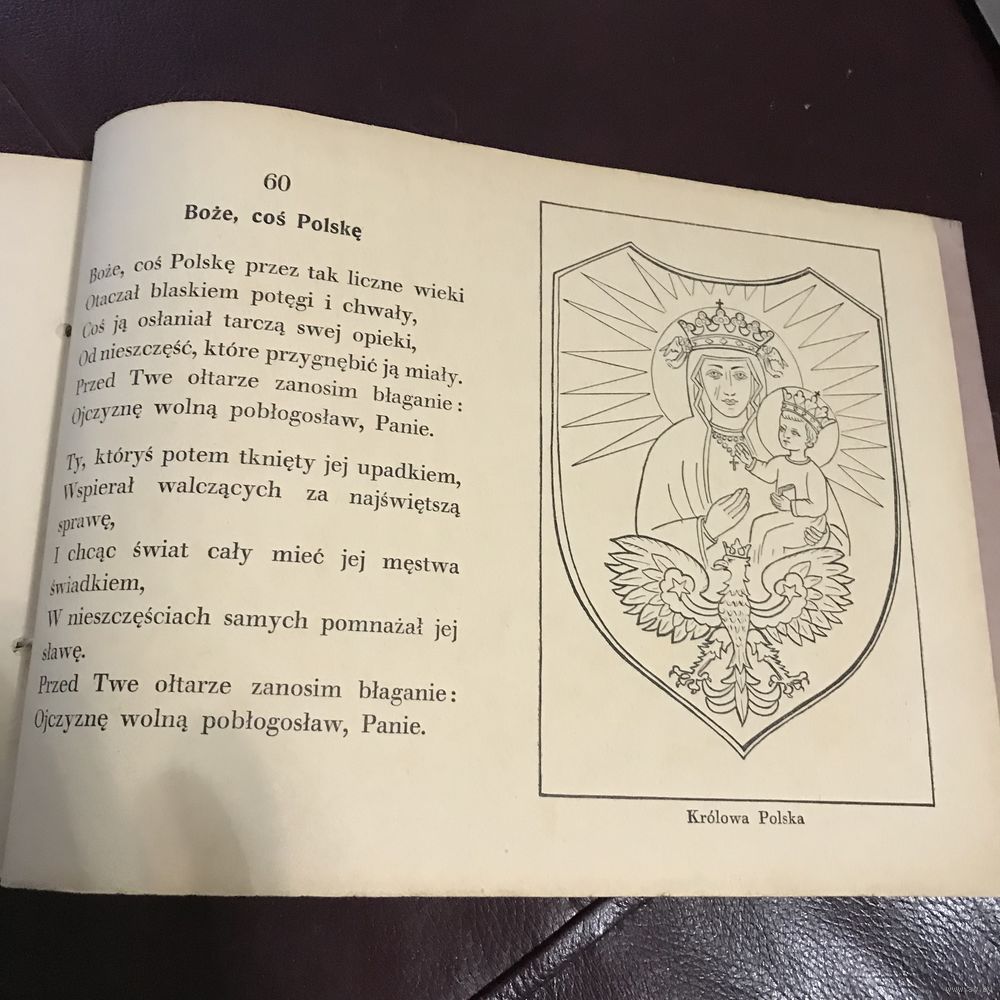 60
Boże, coś Polskę
Boże, coś Polskę przez tak liczne wieki
Otaczał blaskiem potęgi i chwały,
Coś ją osłaniał tarczą swej opieki,
Od nieszczęść, które przygnębić ją miały.
Przed Twe ołtarze zanosim błaganie:
Ojczyznę wolną pobłogosław, Panie.
Ty, któryś potem tknięty jej upadkiem,
Wspierał walczących za najświętszą
sprawę,
I chcąc świat cały mieć jej męstwa
świadkiem,
W nieszczęściach samych pomnażał jej
sławę.
Przed Twe ołtarze zanosim błaganie:
Ojczyznę wolną pobłogosław, Panie.
Królowa Polska